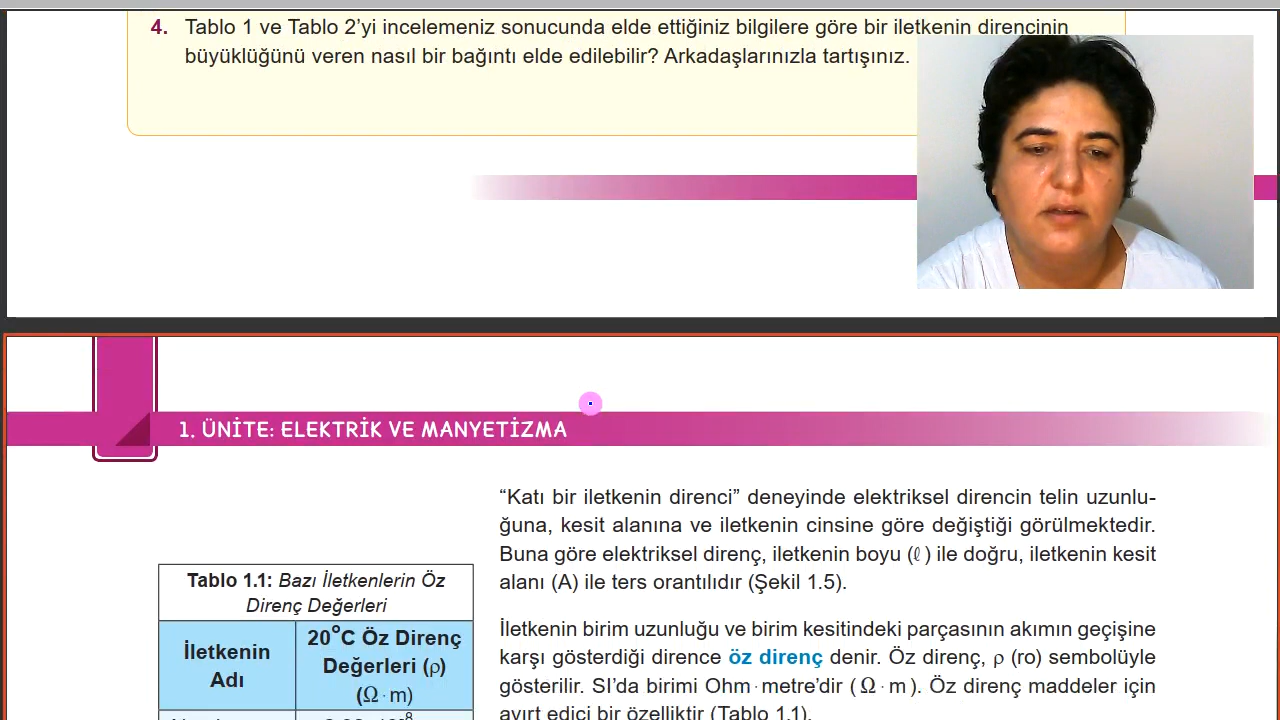 4. Tablo 1 ve Tablo 2’yi incelemeniz sonucunda elde ettiğiniz bilgilere göre bir iletkenin direncinin
büyüklüğünü veren nasıl bir bağıntı elde edilebilir? Arkadaşlarınızla tartışınız.
1. ÜNİTE: ELEKTRİK VE MANYETİZMA
“Katı bir iletkenin direnci” deneyinde elektriksel direncin telin uzunlu-
ğuna, kesit alanına ve iletkenin cinsine göre değiştiği görülmektedir.
Buna göre elektriksel direnç, iletkenin boyu (ℓ) ile doğru, iletkenin kesit
alanı (A) ile ters orantılıdır (Şekil 1.5).
İletkenin birim uzunluğu ve birim kesitindeki parçasının akımın geçişine
karşı gösterdiği dirence öz direnç denir. Öz direnç, ρ (ro) sembolüyle
gösterilir. SI’da birimi Ohm·metre’dir (Ω·m). Öz direnç maddeler için
ayırt edici bir özelliktir (Tablo 1.1).
Tablo 1.1: Bazı İletkenlerin Öz
Direnç Değerleri
İletkenin
Adı
20°C Öz Direnç
Değerleri (ρ)
(Ω·m)